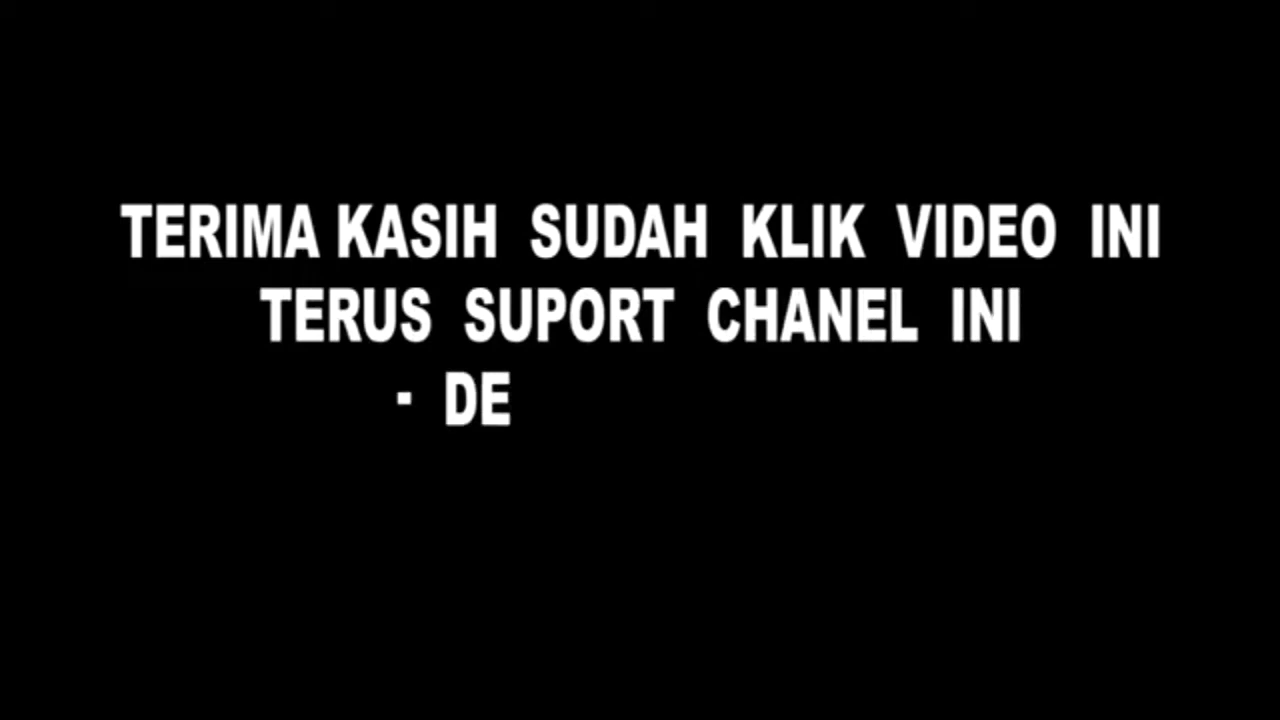 TERIMA KASIH SUDAH KLIK VIDEO INI
TERUS SUPORT CHANEL INI
- DE